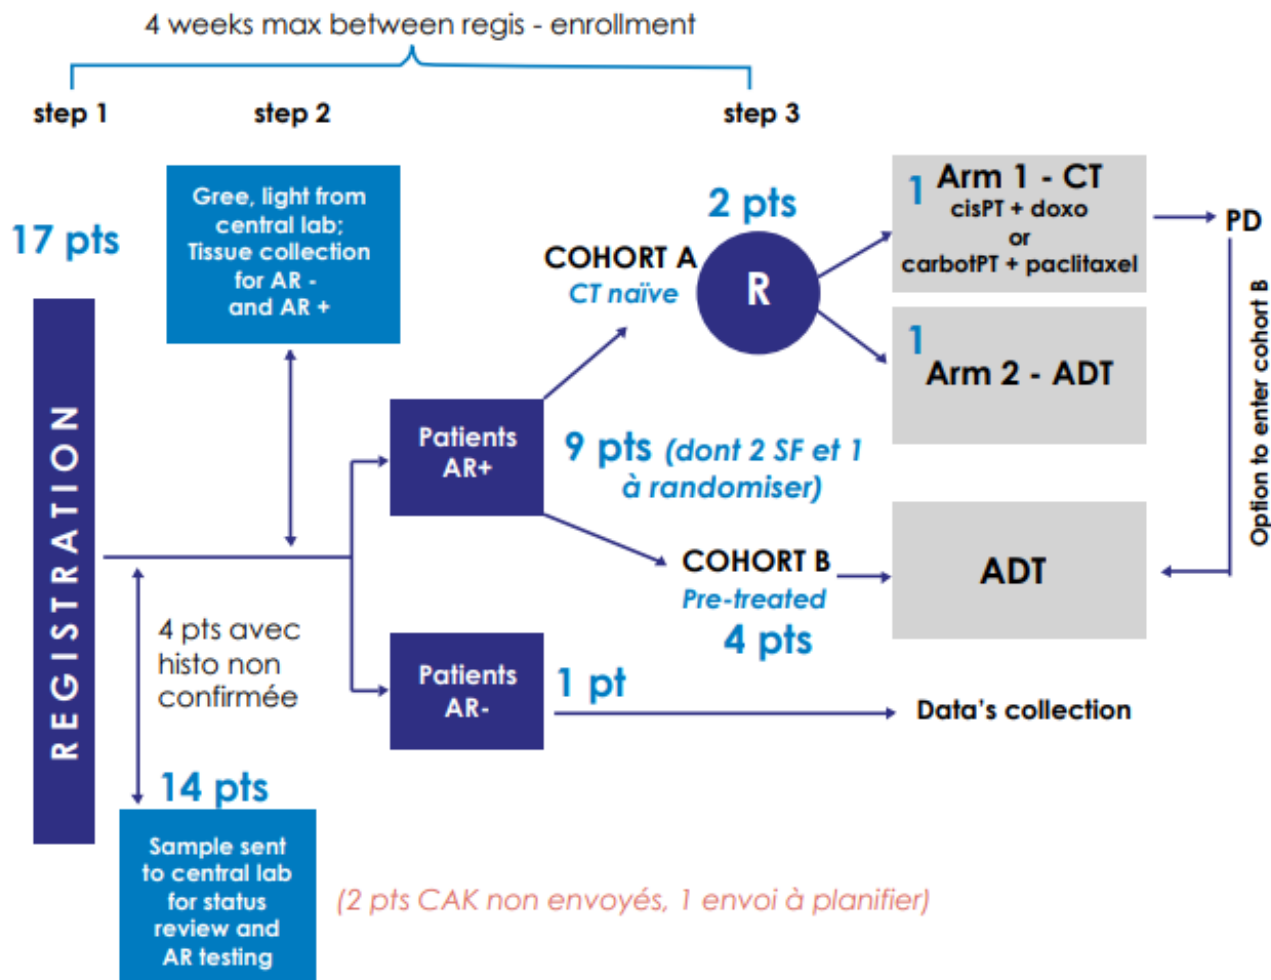 4 weeks max between regis - enrollment
step 1
step 2
step 3
17 pts
REGISTRATION
Gree, light from
central lab;
Tissue collection
for AR -
and AR +
4 pts avec
histo non
confirmée
14 pts
Sample sent
to central lab
for status
review and
AR testing
(2 pts CAK non envoyés, 1 envoi à planifier)
Patients
AR+
Patients
AR-
COHORT A
CT naïve
2 pts
R
9 pts (dont 2 SF et 1
à randomiser)
COHORT B
Pre-treated
4 pts
1 pt
1
Arm 1 - CT
cisPT + doxo
or
carbotPT + paclitaxel
1
Arm 2 - ADT
ADT
Data's collection
PD
Option to enter cohort B